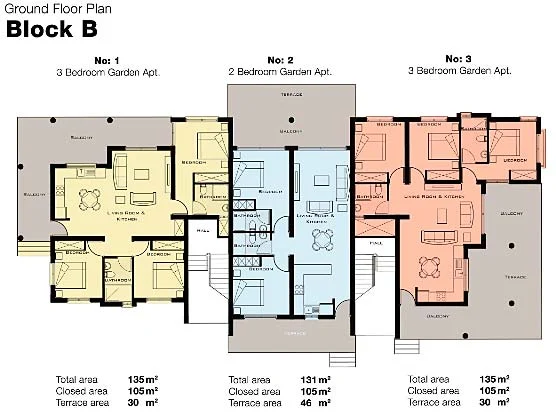 Ground Floor Plan
Block B
No: 1
3 Bedroom Garden Apt.
No: 2
2 Bedroom Garden Apt.
No: 3
3 Bedroom Garden Apt.
TERRACE
BALCONY
BALCONY
BEDROOM
BATHROOM
LIVING ROOM &
KITCHEN
HALL
BEDROOM
BATHROOM
BEDROOM
BALCONY
BALCONY
BEDROOM
BATHROOM
BATHROOM
BEDROOM
LIVING ROOM &
KITCHEN
TERRACE
BEDROOM
BEDROOM
BATHROOM
BEDROOM
BATHROOM
LIVING ROOM & KITCHEN
HALL
BALCONY
TERRACE
BALCONY
Total area 135 m²
Closed area 105 m²
Terrace area 30 m²
Total area 131 m²
Closed area 105 m²
Terrace area 46 m²
Total area 135 m²
Closed area 105 m²
Terrace area 30 m²